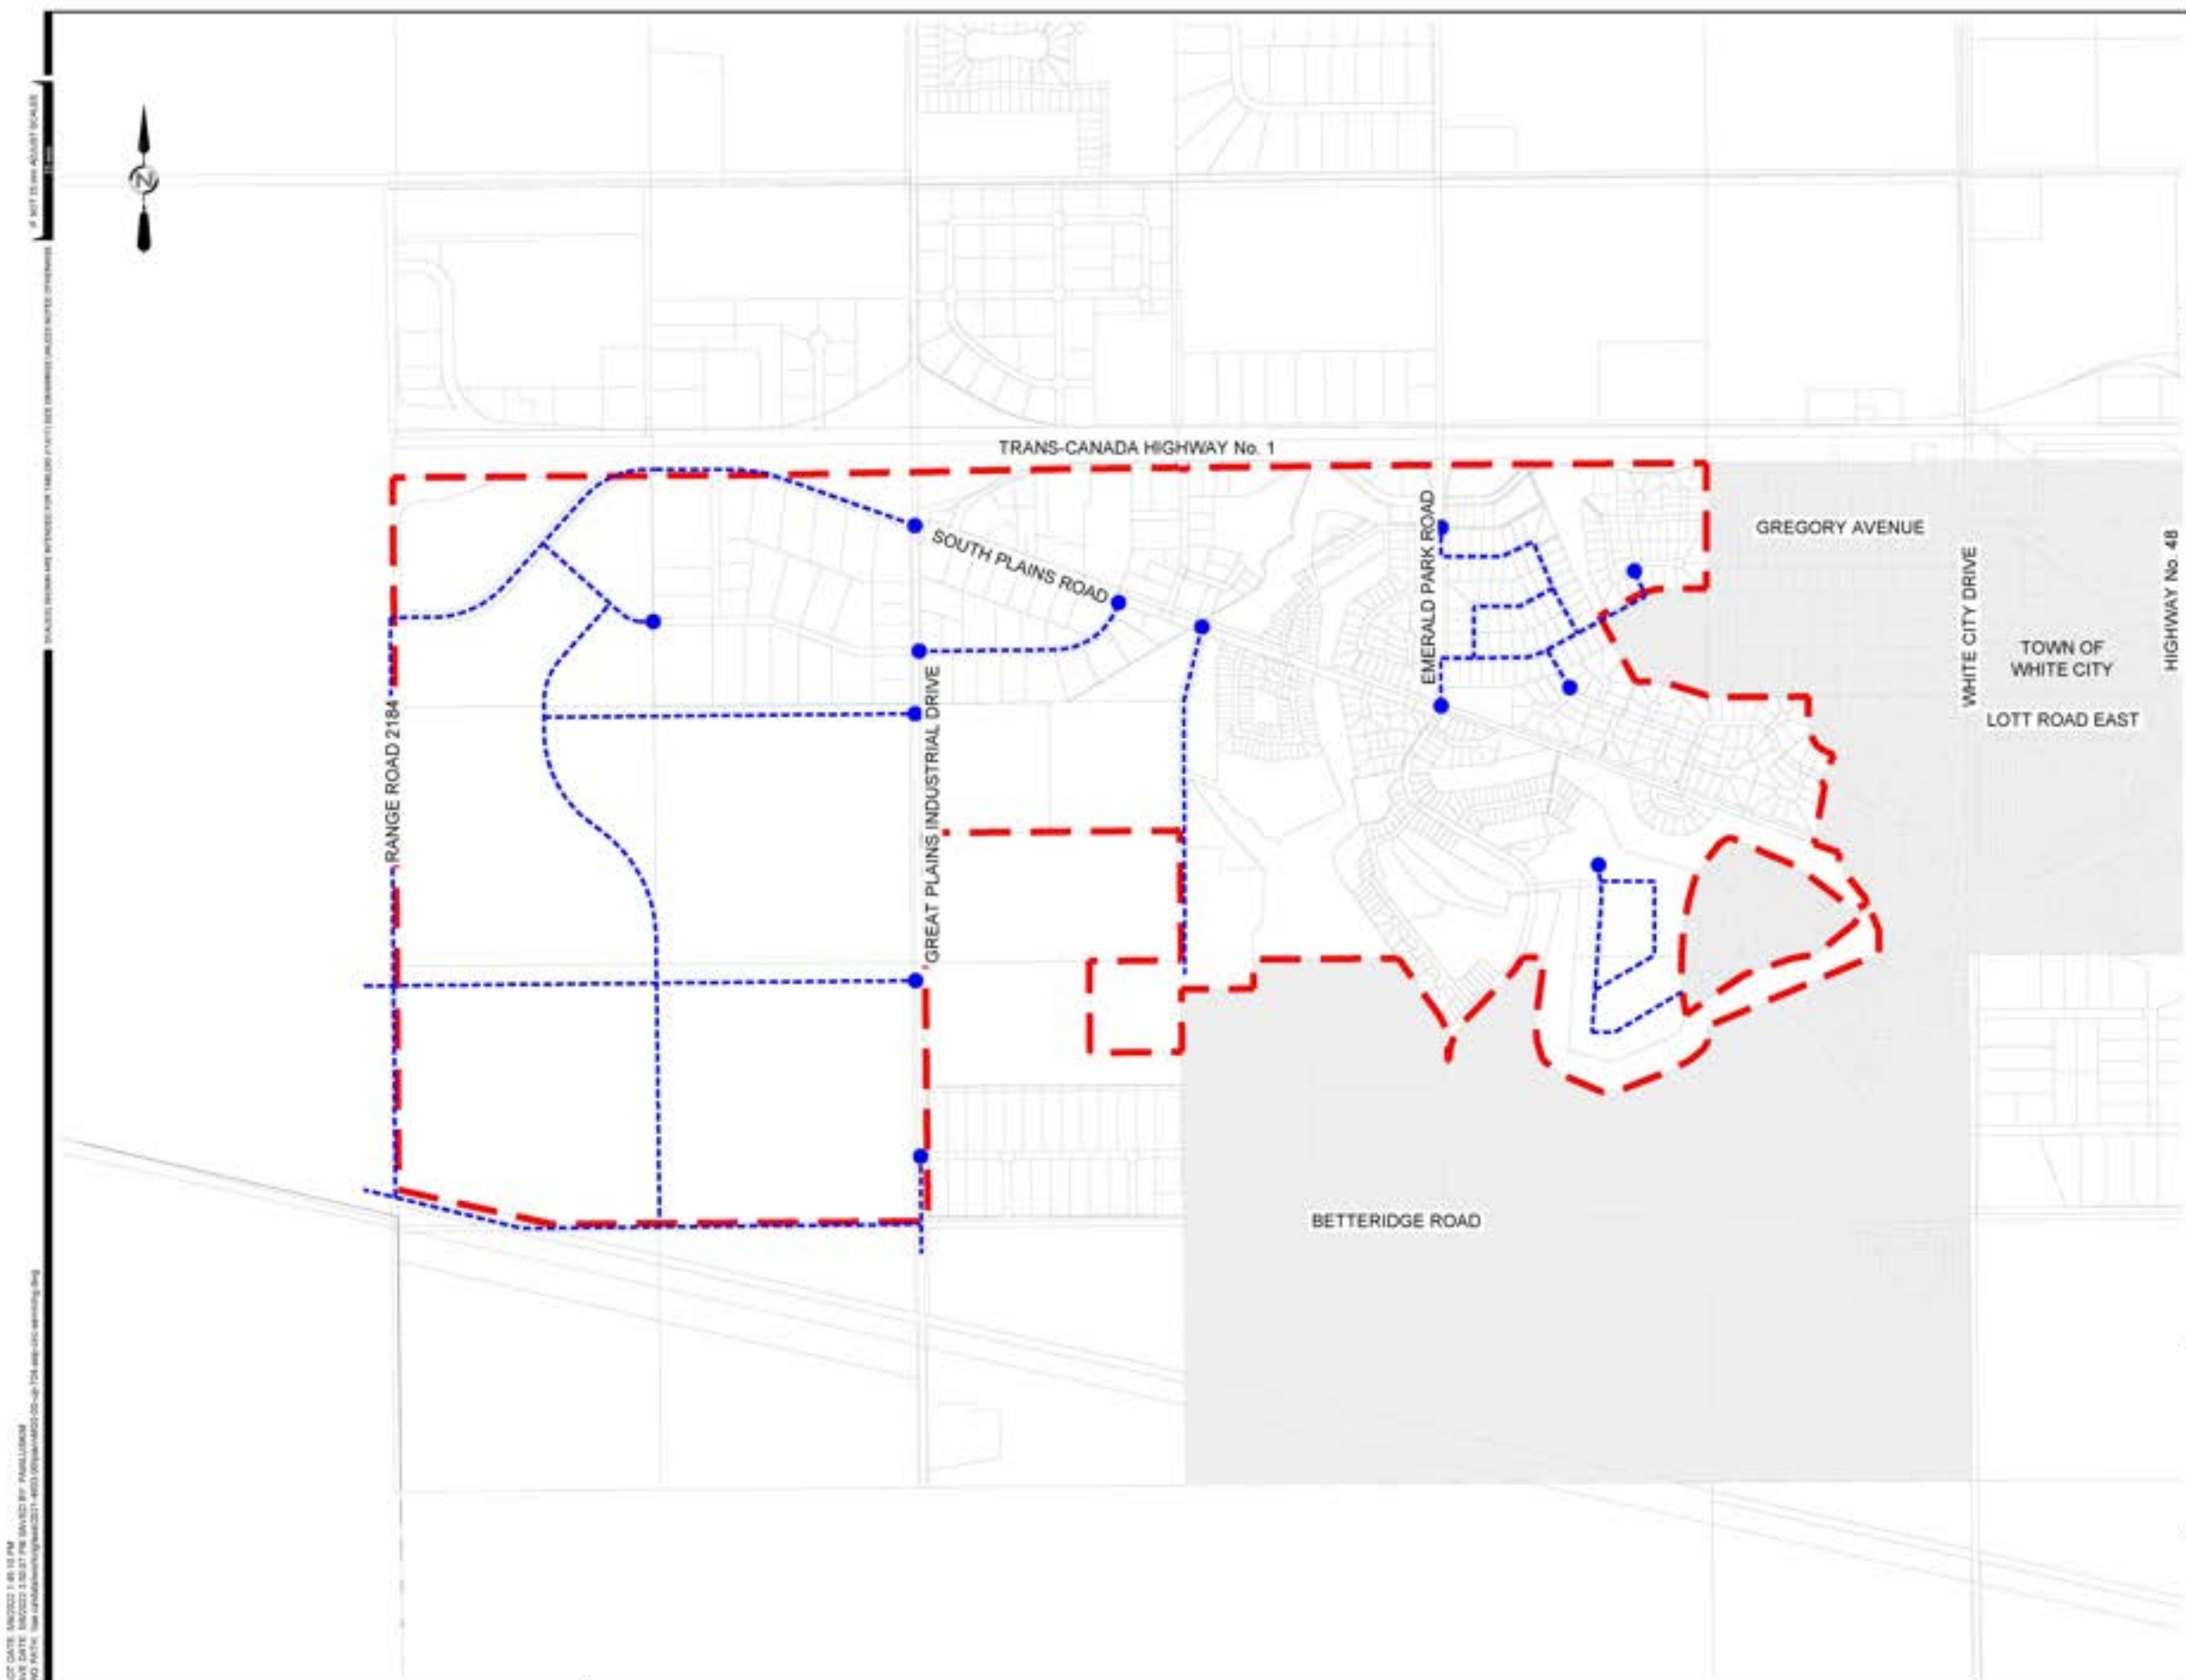 TRANS-CANADA HIGHWAY No. 1
SOUTH PLAINS ROAD
EMERALD PARK ROAD
GREGORY AVENUE
WHITE CITY DRIVE
HIGHWAY No. 48
TOWN OF
WHITE CITY
LOTT ROAD EAST
RANGE ROAD 2184
GREAT PLAINS INDUSTRIAL DRIVE
BETTERIDGE ROAD
N